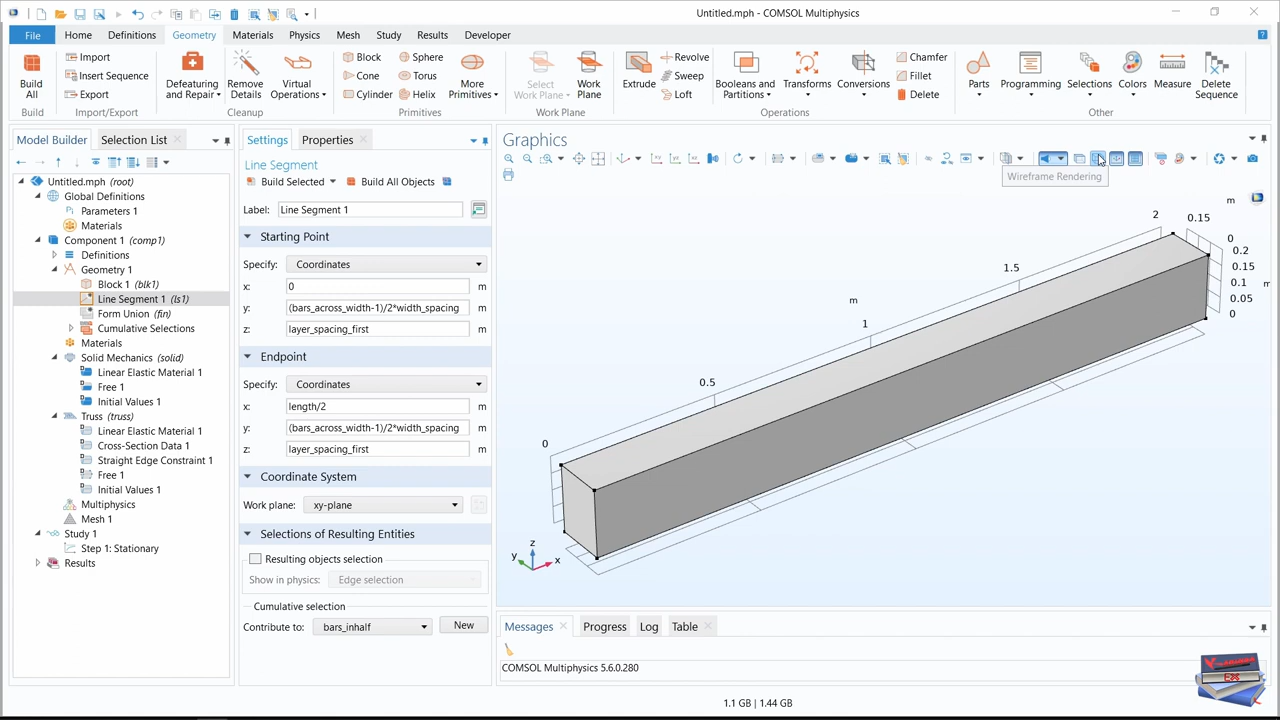 Untitled.mph - COMSOL Multiphysics
File Home Definitions Geometry Materials Physics Mesh Study Results Developer
Build All
Import
Insert Sequence
Export
Defeaturing and Repair
Remove Details
Virtual Operations
Block
Cone
Cylinder
Sphere
Torus
Helix
More Primitives
Select Work Plane
Work Plane
Extrude
Revolve
Sweep
Loft
Booleans and Partitions
Transforms
Conversions
Chamfer
Fillet
Delete
Parts
Programming
Selections
Colors
Measure
Delete Sequence
Build Import/Export Cleanup Primitives Work Plane Operations Other
Model Builder Selection List
Untitled.mph (root)
Global Definitions
Parameters 1
Materials
Component 1 (comp1)
Definitions
Geometry 1
Block 1 (blk1)
Line Segment 1 (ls1)
Form Union (fin)
Cumulative Selections
Materials
Solid Mechanics (solid)
Linear Elastic Material 1
Free 1
Initial Values 1
Truss (truss)
Linear Elastic Material 1
Cross-Section Data 1
Straight Edge Constraint 1
Free 1
Initial Values 1
Multiphysics
Mesh 1
Study 1
Step 1: Stationary
Results
Settings Properties
Line Segment
Build Selected Build All Objects
Label: Line Segment 1
Starting Point
Specify: Coordinates
x: 0 m
y: (bars_across_width-1)/2*width_spacing m
z: layer_spacing_first m
Endpoint
Specify: Coordinates
x: length/2 m
y: (bars_across_width-1)/2*width_spacing m
z: layer_spacing_first m
Coordinate System
Work plane: xy-plane
Selections of Resulting Entities
Resulting objects selection
Show in physics: Edge selection
Cumulative selection
Contribute to: bars_inhalf New
Graphics
Wireframe Rendering
m
2 0.15
0
0.2
0.15
0.1 m
0.05
0
1.5
m
1
0.5
0
z
y
x
Messages Progress Log Table
COMSOL Multiphysics 5.6.0.280
1.1 GB | 1.44 GB